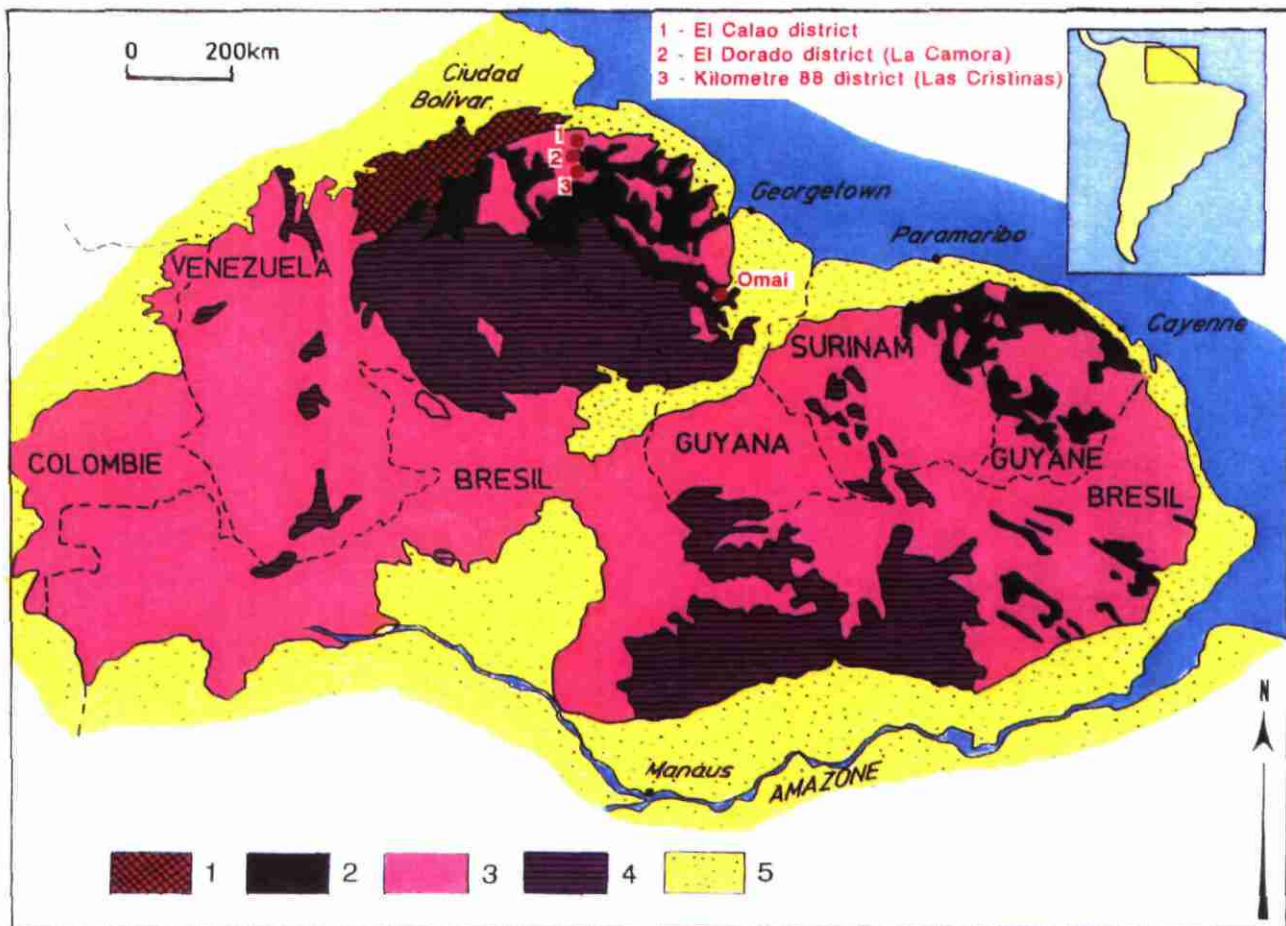 1 - El Calao district
2 - El Dorado district (La Camora)
3 - Kilometre 88 district (Las Cristinas)
0 200km
Ciudad
Bolivar
1
2
3
Georgetown
Paramaribo
VENEZUELA
Omai
Cayenne
SURINAM
COLOMBIE
BRESIL
GUYANA
GUYANE
BRESIL
N
Manaus
AMAZONE
1 2 3 4 5